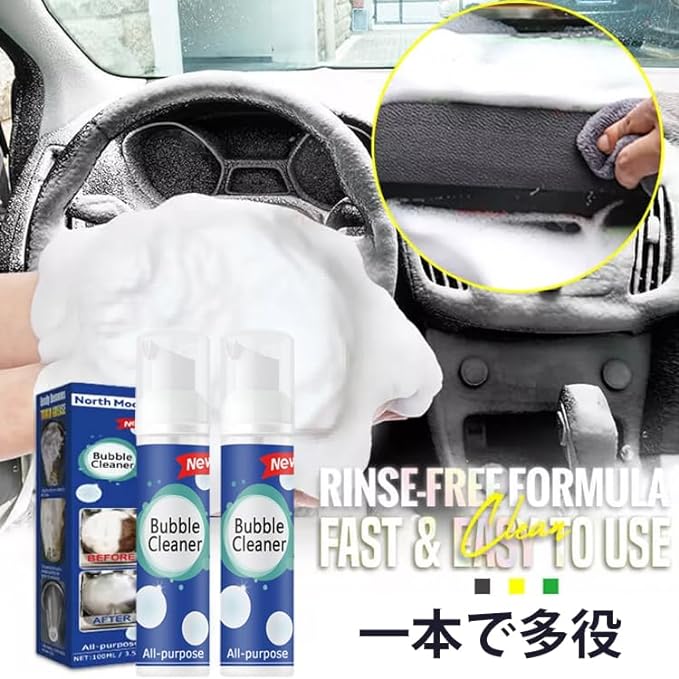 RINSE-FREE FORMULA
FAST & EASY TO USE
Clean
一本で多役
North Moo
Bubble
Cleaner
BEFORE
AFTER
All-purpose
NET:100ML / 3.5
New
Bubble
Cleaner
All-purpose
New
Bubble
Cleaner
All-purpose